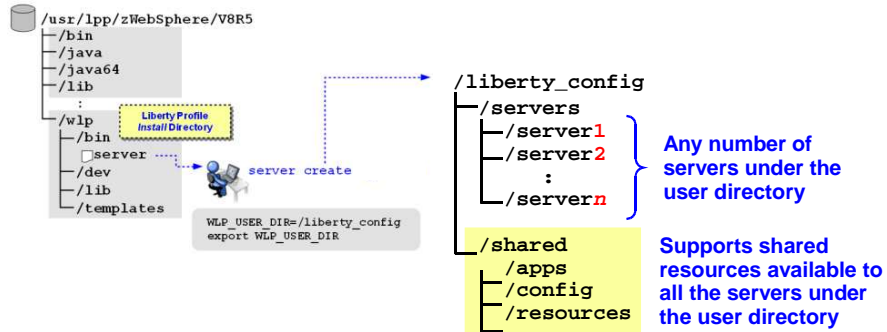 /usr/lpp/zWebSphere/V8R5
/bin
/java
/java64
/lib
:
/wlp
Liberty Profile
Install Directory
/bin
server
server create
/dev
/lib
/templates
WLP_USER_DIR=/liberty_config
export WLP_USER_DIR
/liberty_config
/servers
/server1
/server2
:
/servern
Any number of
servers under the
user directory
/shared
/apps
/config
/resources
Supports shared
resources available to
all the servers under
the user directory